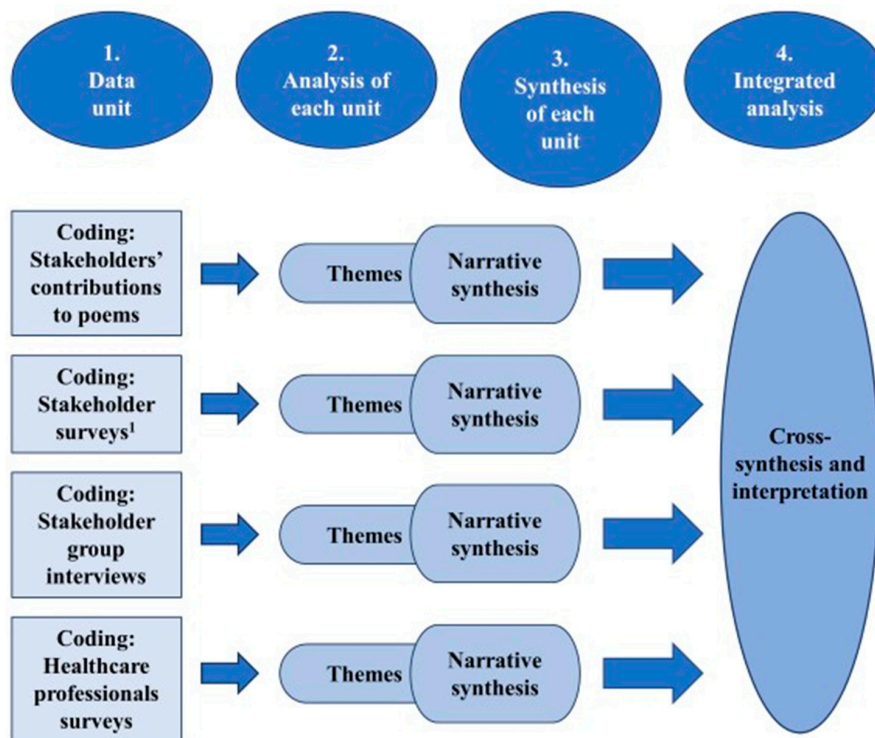 1.
Data
unit
2.
Analysis of
each unit
3.
Synthesis
of each
unit
4.
Integrated
analysis
Coding:
Stakeholders’
contributions
to poems
Themes
Narrative
synthesis
Coding:
Stakeholder
surveys¹
Themes
Narrative
synthesis
Coding:
Stakeholder
group
interviews
Themes
Narrative
synthesis
Coding:
Healthcare
professionals
surveys
Themes
Narrative
synthesis
Cross-
synthesis and
interpretation